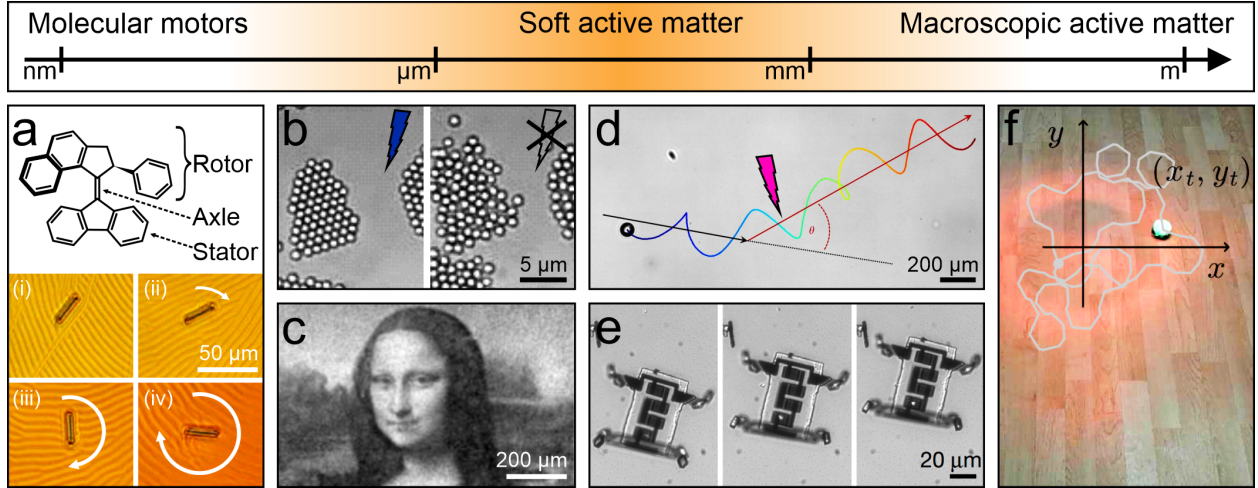 Molecular motors
Soft active matter
Macroscopic active matter
nm
μm
mm
m
a
Rotor
Axle
Stator
(i)
(ii)
50 μm
(iii)
(iv)
b
5 μm
c
200 μm
d
θ
200 μm
e
20 μm
f
y
(x_t, y_t)
x